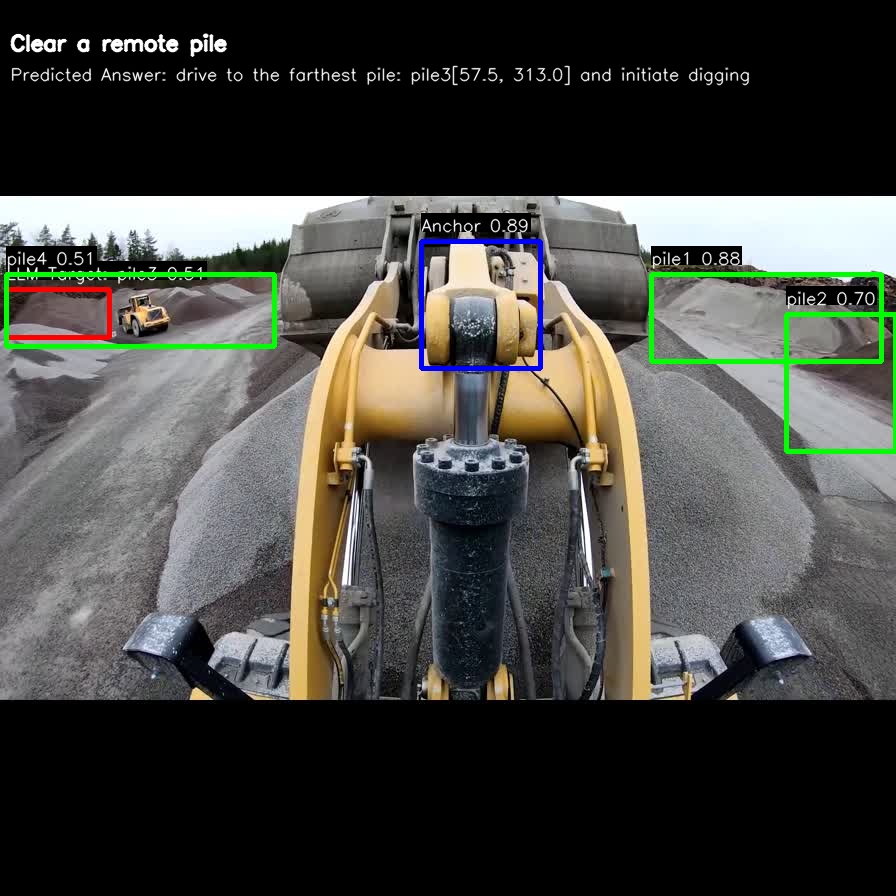 Clear a remote pile
Predicted Answer: drive to the farthest pile: pile3[57.5, 313.0] and initiate digging
Anchor 0.89
pile4 0.51
LLM Target: pile3 0.51
pile1 0.88
pile2 0.70